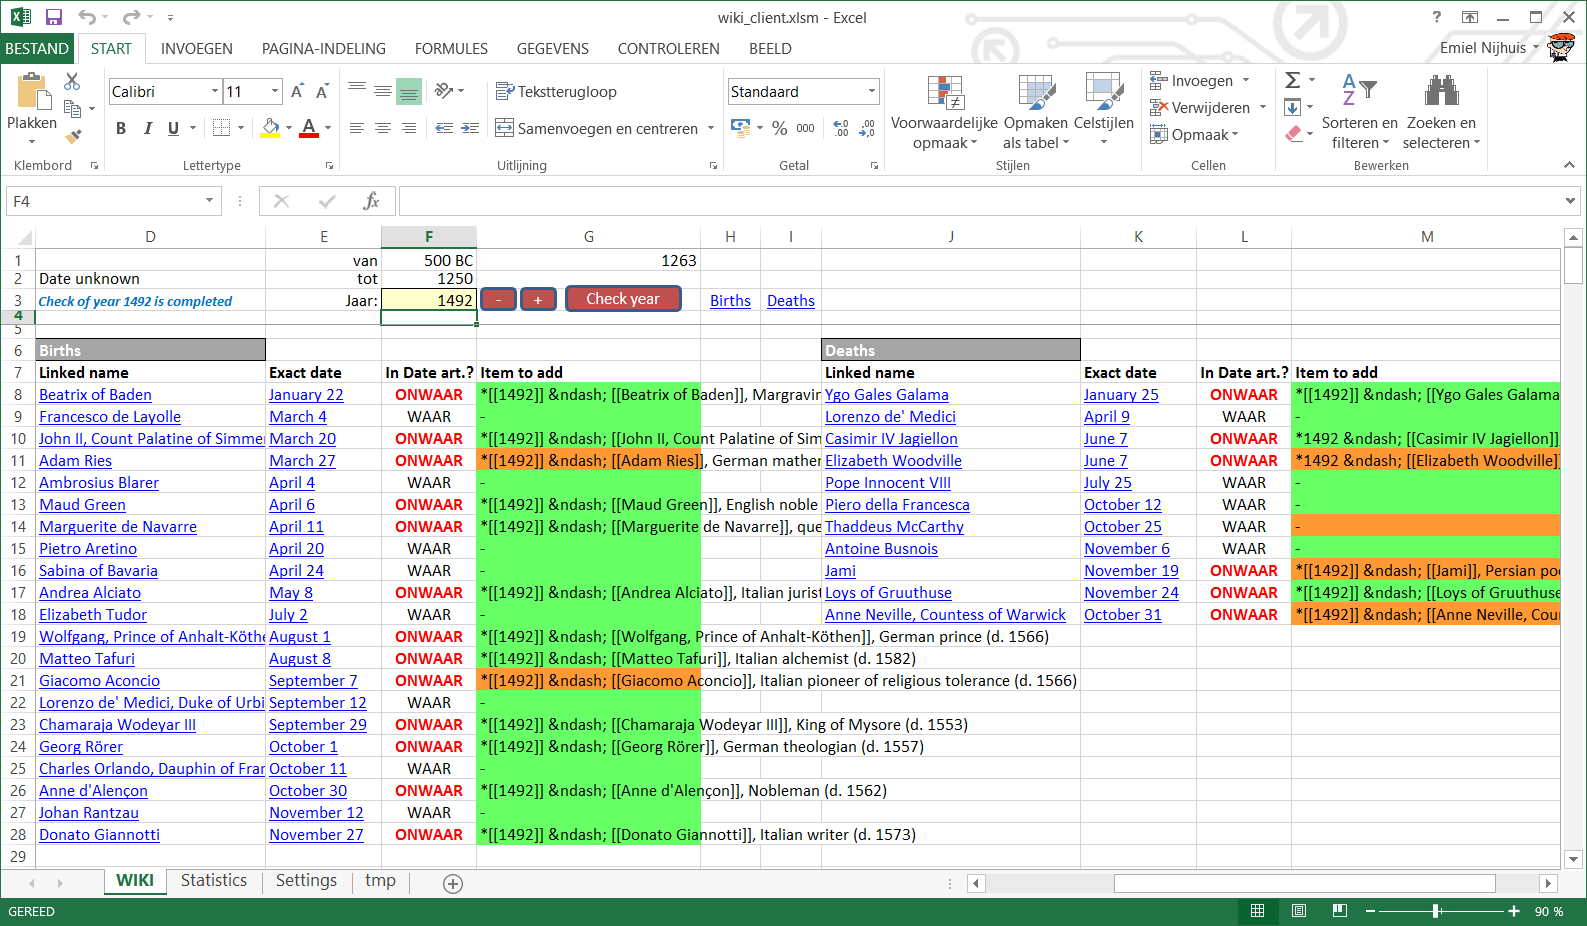 wiki_client.xlsm - Excel
?
BESTAND START INVOEGEN PAGINA-INDELING FORMULES GEGEVENS CONTROLEREN BEELD Emiel Nijhuis
Calibri 11 Tekstterugloop Standaard Invoegen
Plakken Voorwaardelijke opmaak Opmaken als tabel Celstijlen Verwijderen Sorteren en filteren Zoeken en selecteren
B I U Samenvoegen en centreren % 000 Opmaak
Klembord Lettertype Uitlijning Getal Stijlen Cellen Bewerken
F4 fx
D E F G H I J K L M
1 van 500 BC 1263
2 Date unknown tot 1250
3 Check of year 1492 is completed Jaar: 1492 - + Check year Births Deaths
4
5
6 Births Deaths
7 Linked name Exact date In Date art.? Item to add Linked name Exact date In Date art.? Item to add
8 Beatrix of Baden January 22 ONWAAR *[[1492]] &ndash; [[Beatrix of Baden]], Margravin Ygo Gales Galama January 25 ONWAAR *[[1492]] &ndash; [[Ygo Gales Galama
9 Francesco de Layolle March 4 WAAR - Lorenzo de' Medici April 9 WAAR -
10 John II, Count Palatine of Simmer March 20 ONWAAR *[[1492]] &ndash; [[John II, Count Palatine of Sim Casimir IV Jagiellon June 7 ONWAAR *1492 &ndash; [[Casimir IV Jagiellon]]
11 Adam Ries March 27 ONWAAR *[[1492]] &ndash; [[Adam Ries]], German mather Elizabeth Woodville June 7 ONWAAR *1492 &ndash; [[Elizabeth Woodville]
12 Ambrosius Blarer April 4 WAAR - Pope Innocent VIII July 25 WAAR -
13 Maud Green April 6 ONWAAR *[[1492]] &ndash; [[Maud Green]], English noble Piero della Francesca October 12 WAAR -
14 Marguerite de Navarre April 11 ONWAAR *[[1492]] &ndash; [[Marguerite de Navarre]], que Thaddeus McCarthy October 25 WAAR -
15 Pietro Aretino April 20 WAAR - Antoine Busnois November 6 WAAR -
16 Sabina of Bavaria April 24 WAAR - Jami November 19 ONWAAR *[[1492]] &ndash; [[Jami]], Persian po
17 Andrea Alciato May 8 ONWAAR *[[1492]] &ndash; [[Andrea Alciato]], Italian jurist Loys of Gruuthuse November 24 ONWAAR *[[1492]] &ndash; [[Loys of Gruuthuse
18 Elizabeth Tudor July 2 WAAR - Anne Neville, Countess of Warwick October 31 ONWAAR *[[1492]] &ndash; [[Anne Neville, Cou
19 Wolfgang, Prince of Anhalt-Köthe August 1 ONWAAR *[[1492]] &ndash; [[Wolfgang, Prince of Anhalt-Köthen]], German prince (d. 1566)
20 Matteo Tafuri August 8 ONWAAR *[[1492]] &ndash; [[Matteo Tafuri]], Italian alchemist (d. 1582)
21 Giacomo Aconcio September 7 ONWAAR *[[1492]] &ndash; [[Giacomo Aconcio]], Italian pioneer of religious tolerance (d. 1566)
22 Lorenzo de' Medici, Duke of Urbi September 12 WAAR -
23 Chamaraja Wodeyar III September 29 ONWAAR *[[1492]] &ndash; [[Chamaraja Wodeyar III]], King of Mysore (d. 1553)
24 Georg Rörer October 1 ONWAAR *[[1492]] &ndash; [[Georg Rörer]], German theologian (d. 1557)
25 Charles Orlando, Dauphin of Fran October 11 WAAR -
26 Anne d'Alençon October 30 ONWAAR *[[1492]] &ndash; [[Anne d'Alençon]], Nobleman (d. 1562)
27 Johan Rantzau November 12 WAAR -
28 Donato Giannotti November 27 ONWAAR *[[1492]] &ndash; [[Donato Giannotti]], Italian writer (d. 1573)
29
WIKI Statistics Settings tmp
GEREED 90 %